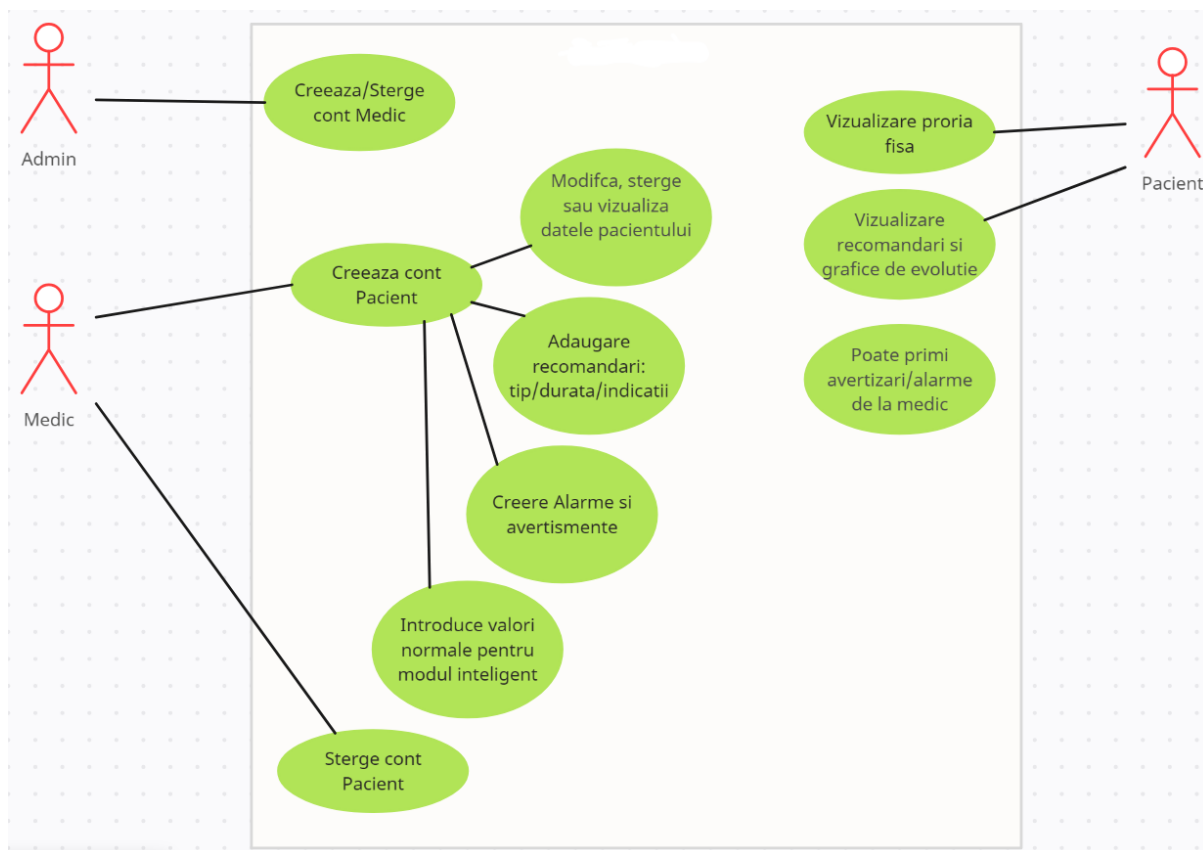 Admin
Creeaza/Sterge
cont Medic
Medic
Creeaza cont
Pacient
Modifca, sterge
sau vizualiza
datele pacientului
Adaugare
recomandari:
tip/durata/indicatii
Creere Alarme si
avertismente
Introduce valori
normale pentru
modul inteligent
Sterge cont
Pacient
Vizualizare proria
fisa
Vizualizare
recomandari si
grafice de evolutie
Poate primi
avertizari/alarme
de la medic
Pacient